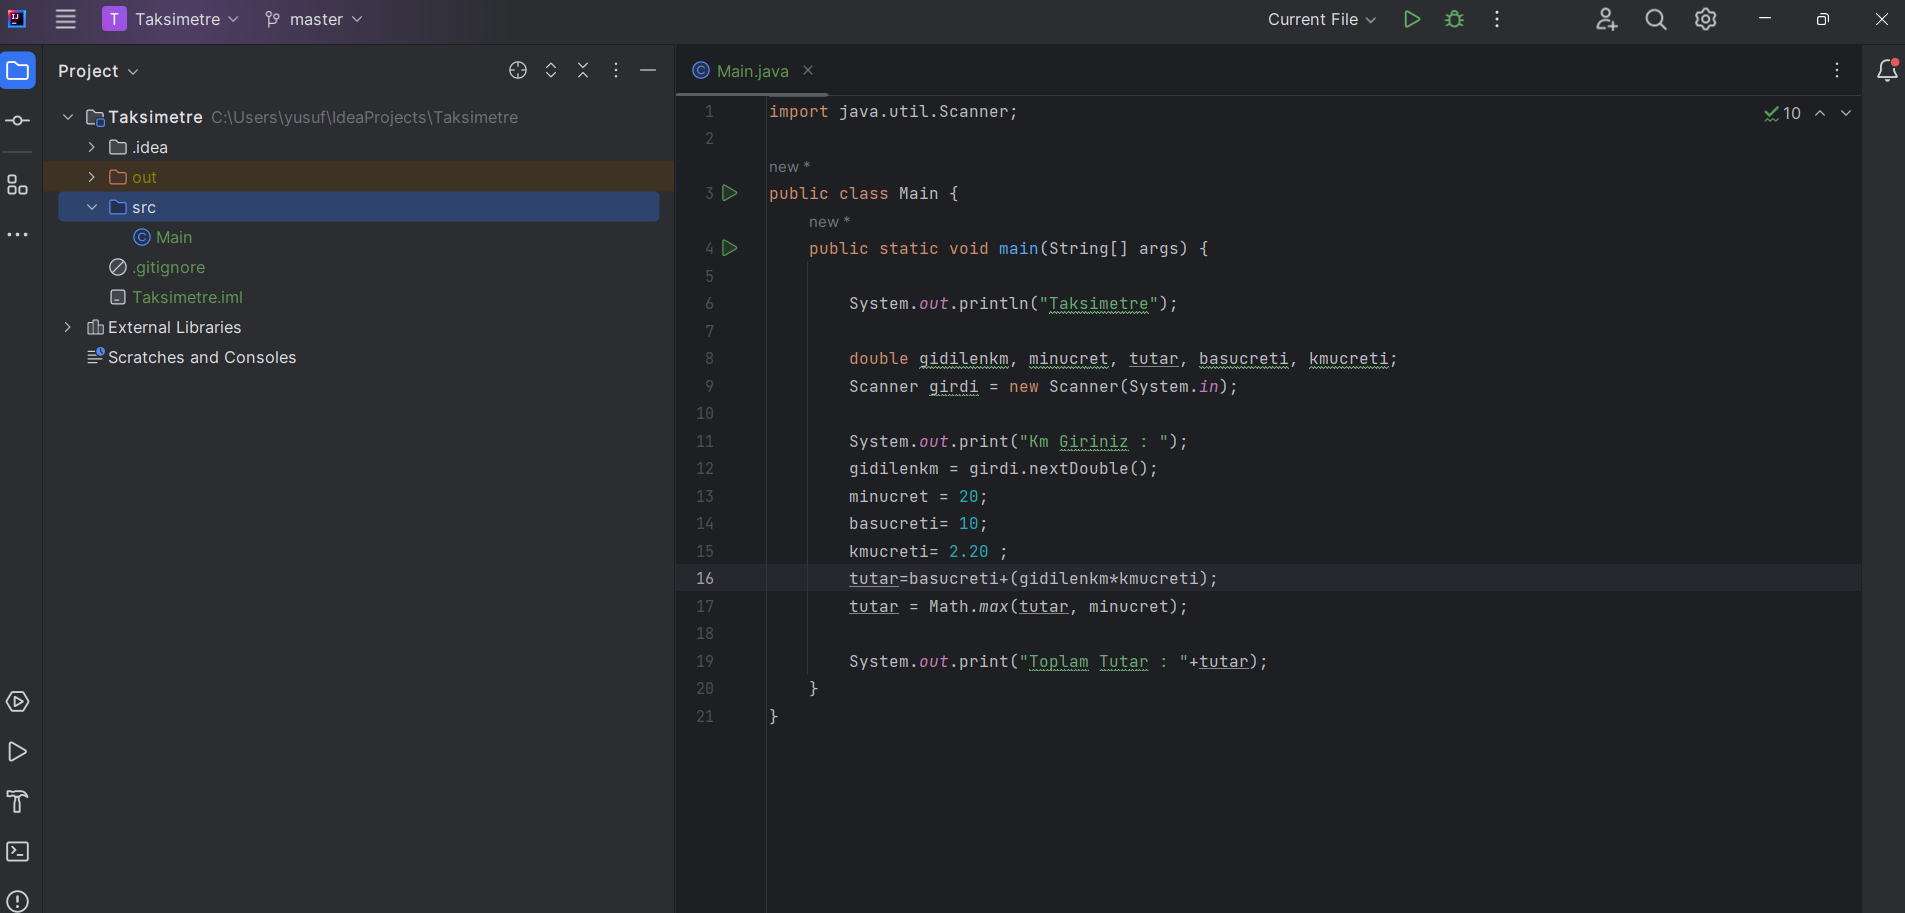 T Taksimetre master Current File
Project
Taksimetre C:\Users\yusuf\IdeaProjects\Taksimetre
.idea
out
src
Main
.gitignore
Taksimetre.iml
External Libraries
Scratches and Consoles
Main.java
10
1 import java.util.Scanner;
2
new *
3 public class Main {
new *
4 public static void main(String[] args) {
5
6 System.out.println("Taksimetre");
7
8 double gidilenkm, minucret, tutar, basucreti, kmucreti;
9 Scanner girdi = new Scanner(System.in);
10
11 System.out.print("Km Giriniz : ");
12 gidilenkm = girdi.nextDouble();
13 minucret = 20;
14 basucreti= 10;
15 kmucreti= 2.20 ;
16 tutar=basucreti+(gidilenkm*kmucreti);
17 tutar = Math.max(tutar, minucret);
18
19 System.out.print("Toplam Tutar : "+tutar);
20 }
21 }